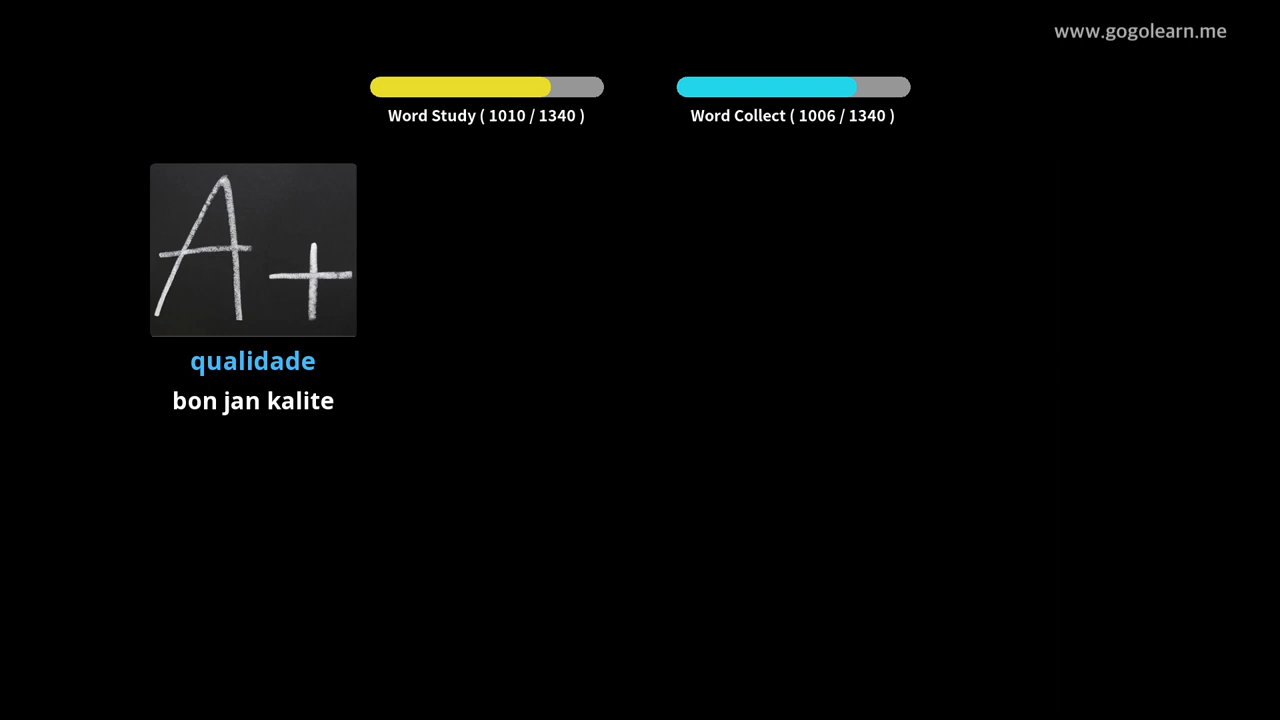 www.gogolearn.me
Word Study ( 1010 / 1340 )
Word Collect ( 1006 / 1340 )
A+
qualidade
bon jan kalite